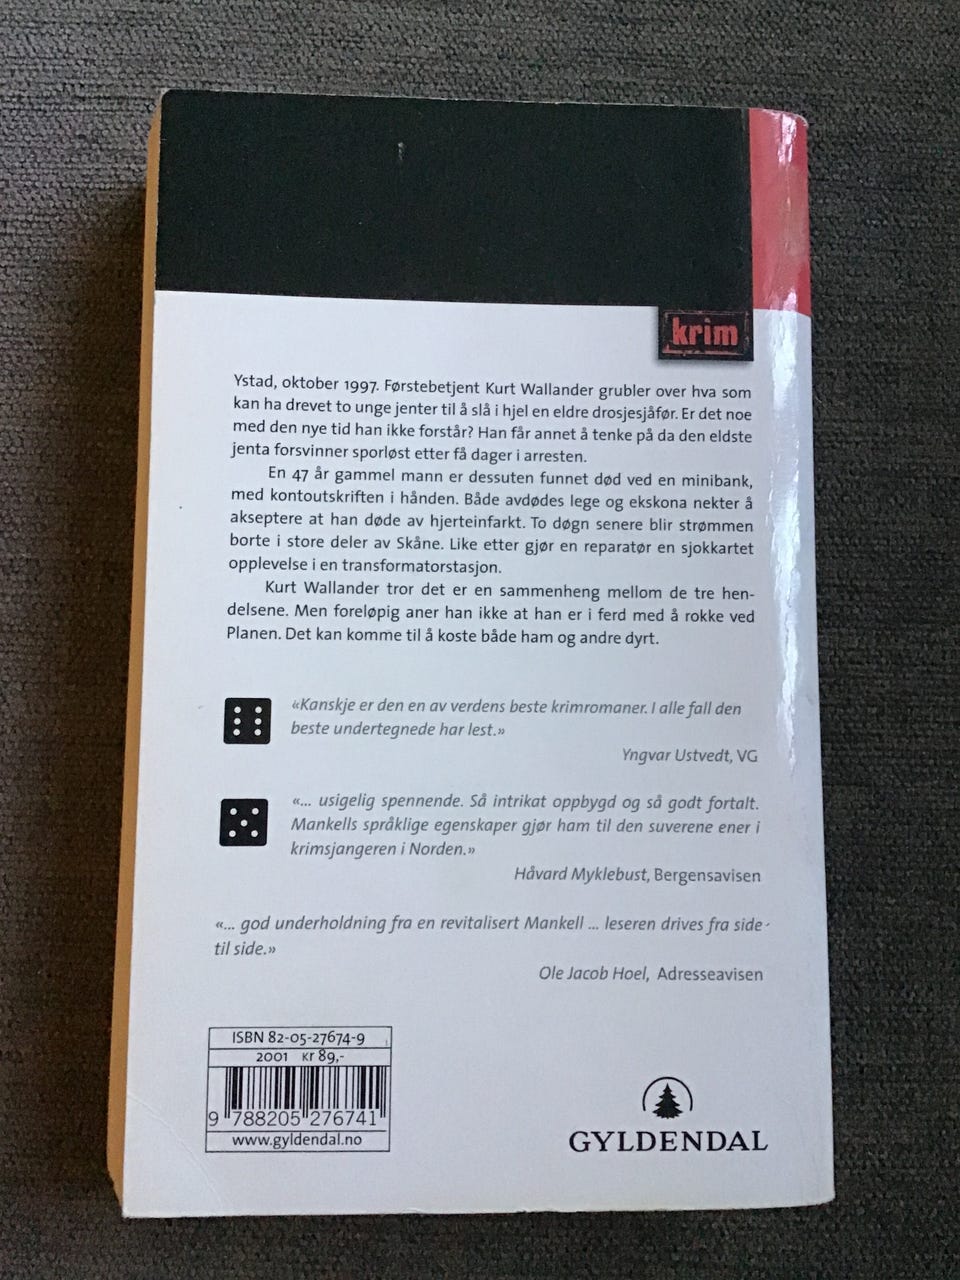 krim
Ystad, oktober 1997. Førstebetjent Kurt Wallander grubler over hva som
kan ha drevet to unge jenter til å slå i hjel en eldre drosjesjåfør. Er det noe
med den nye tid han ikke forstår? Han får annet å tenke på da den eldste
jenta forsvinner sporløst etter få dager i arresten.
En 47 år gammel mann er dessuten funnet død ved en minibank,
med kontoutskriften i hånden. Både avdødes lege og ekskona nekter å
akseptere at han døde av hjerteinfarkt. To døgn senere blir strømmen
borte i store deler av Skåne. Like etter gjør en reparatør en sjokkartet
opplevelse i en transformatorstasjon.
Kurt Wallander tror det er en sammenheng mellom de tre hen-
delsene. Men foreløpig aner han ikke at han er i ferd med å rokke ved
Planen. Det kan komme til å koste både ham og andre dyrt.
«Kanskje er den en av verdens beste krimromaner. I alle fall den
beste undertegnede har lest.»
Yngvar Ustvedt, VG
«... usigelig spennende. Så intrikat oppbygd og så godt fortalt.
Mankells språklige egenskaper gjør ham til den suverene ener i
krimsjangeren i Norden.»
Håvard Myklebust, Bergensavisen
«... god underholdning fra en revitalisert Mankell ... leseren drives fra side
til side.»
Ole Jacob Hoel, Adresseavisen
ISBN 82-05-27674-9
2001 kr 89,-
9 788205 276741
www.gyldendal.no
GYLDENDAL